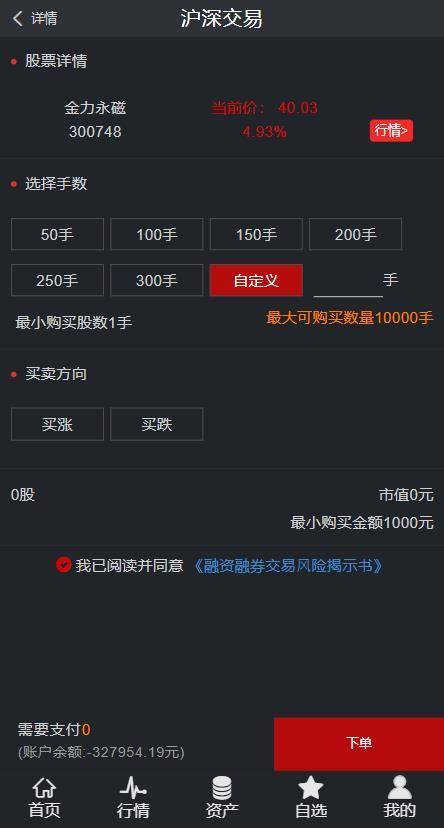 详情 沪深交易
股票详情
金力永磁 当前价： 40.03
300748 4.93% 行情>
选择手数
50手 100手 150手 200手
250手 300手 自定义 手
最小购买股数1手 最大可购买数量10000手
买卖方向
买涨 买跌
0股 市值0元
最小购买金额1000元
我已阅读并同意 《融资融券交易风险揭示书》
需要支付0
(账户余额:-327954.19元)
下单
首页 行情 资产 自选 我的